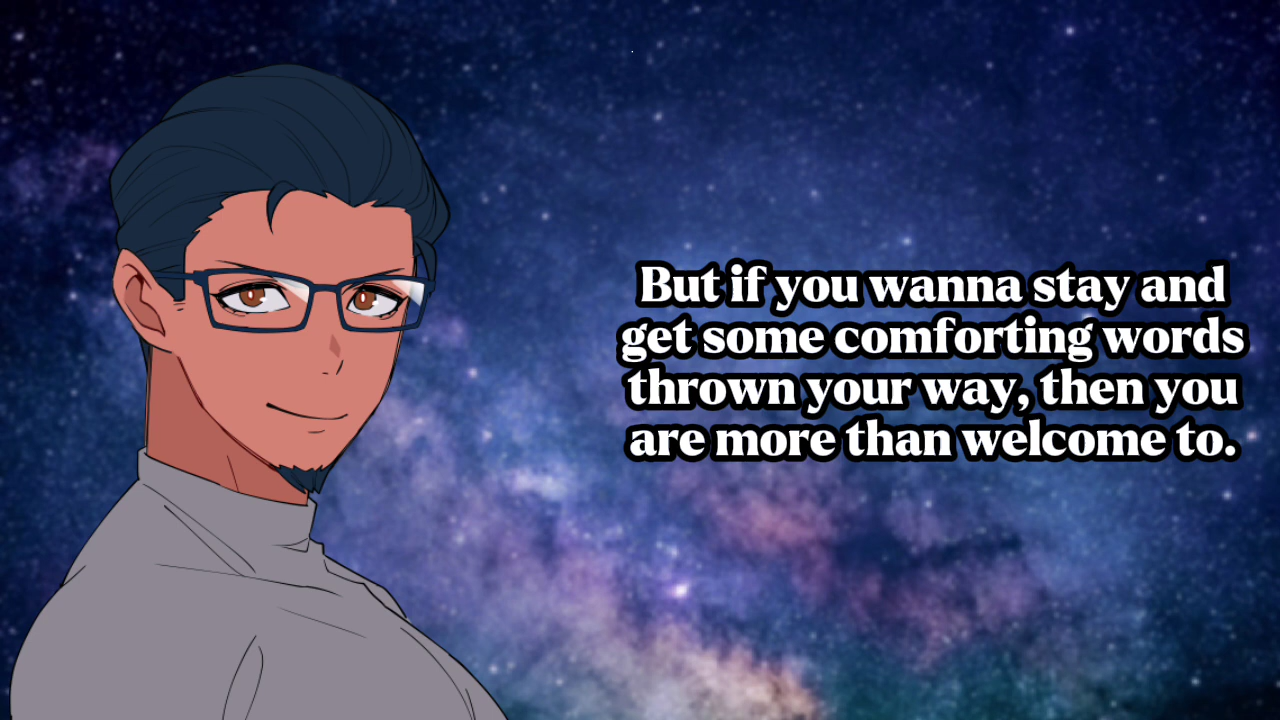 But if you wanna stay and
get some comforting words
thrown your way, then you
are more than welcome to.